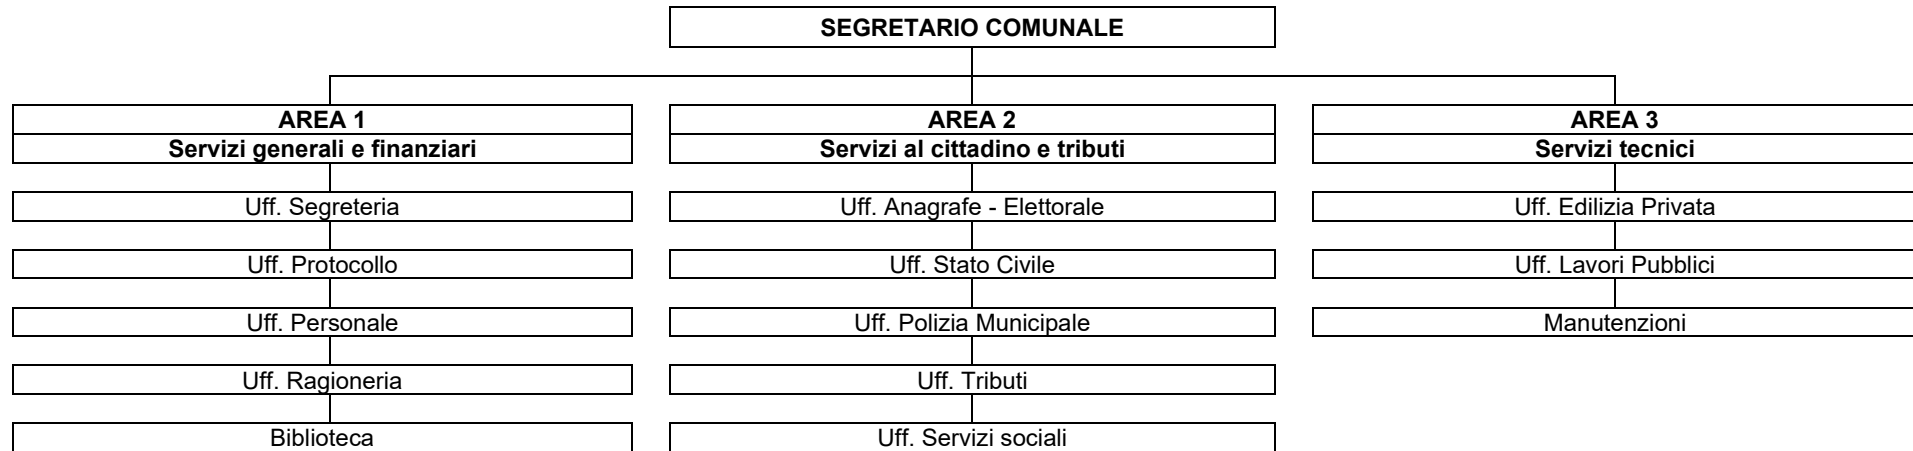 SEGRETARIO COMUNALE
AREA 1
Servizi generali e finanziari
Uff. Segreteria
Uff. Protocollo
Uff. Personale
Uff. Ragioneria
Biblioteca
AREA 2
Servizi al cittadino e tributi
Uff. Anagrafe - Elettorale
Uff. Stato Civile
Uff. Polizia Municipale
Uff. Tributi
Uff. Servizi sociali
AREA 3
Servizi tecnici
Uff. Edilizia Privata
Uff. Lavori Pubblici
Manutenzioni